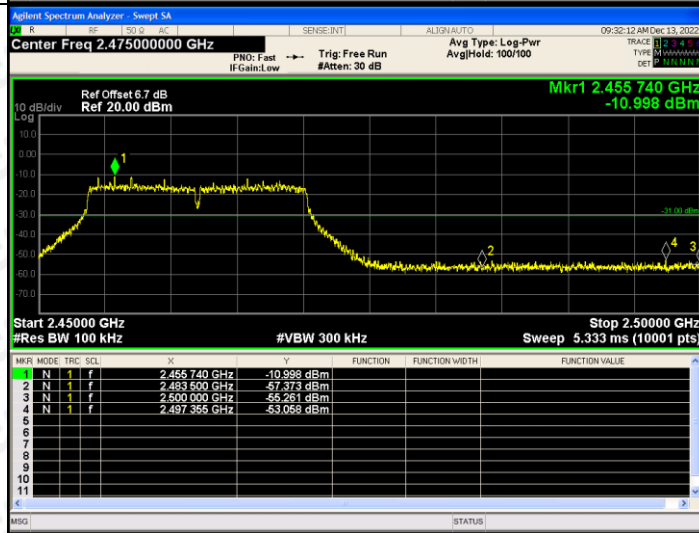 Agilent Spectrum Analyzer - Swept SA
R RF 50 Ω AC SENSE:INT ALIGN AUTO 09:32:12 AM Dec 13, 2022
Center Freq 2.475000000 GHz
PNO: Fast
IFGain:Low
Trig: Free Run
#Atten: 30 dB
Avg Type: Log-Pwr
Avg|Hold: 100/100
TRACE 1 2 3 4 5
TYPE M
DET P N N N N
Mkr1 2.455 740 GHz
-10.998 dBm
Ref Offset 6.7 dB
10 dB/div Ref 20.00 dBm
Log
10.0
0.00
-10.0
-20.0
-30.0
-40.0
-50.0
-60.0
-70.0
1
2
4
3
-31.00 dBm
Start 2.45000 GHz Stop 2.50000 GHz
#Res BW 100 kHz #VBW 300 kHz Sweep 5.333 ms (10001 pts)
MKR MODE TRC SCL X Y FUNCTION FUNCTION WIDTH FUNCTION VALUE
1 N 1 f 2.455 740 GHz -10.998 dBm
2 N 1 f 2.483 500 GHz -57.373 dBm
3 N 1 f 2.500 000 GHz -55.261 dBm
4 N 1 f 2.497 355 GHz -53.058 dBm
5
6
7
8
9
10
11
MSG STATUS